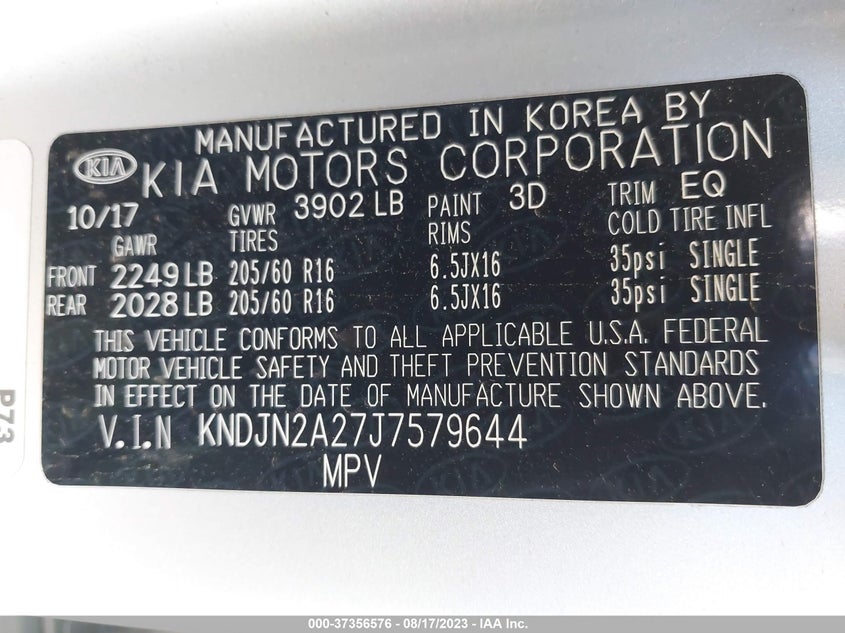 MANUFACTURED IN KOREA BY
KIA KIA MOTORS CORPORATION
10/17 GVWR 3902 LB PAINT 3D TRIM EQ
GAWR TIRES RIMS COLD TIRE INFL
FRONT 2249 LB 205/60 R16 6.5JX16 35psi SINGLE
REAR 2028 LB 205/60 R16 6.5JX16 35psi SINGLE
THIS VEHICLE CONFORMS TO ALL APPLICABLE U.S.A. FEDERAL
MOTOR VEHICLE SAFETY AND THEFT PREVENTION STANDARDS
IN EFFECT ON THE DATE OF MANUFACTURE SHOWN ABOVE.
V.I.N KNDJN2A27J7579644
MPV
P73
000-37356576 - 08/17/2023 - IAA Inc.